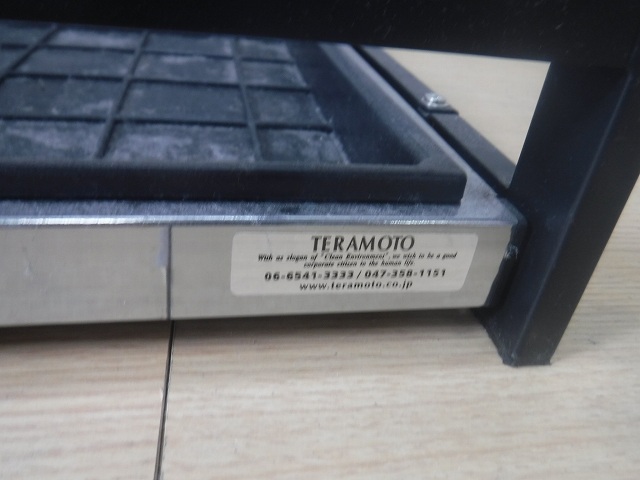 TERAMOTO
With as slogan of "Clean Environment", we wish to be a good
corporate citizen to the human life.
06-6541-3333 / 047-358-1151
www.teramoto.co.jp